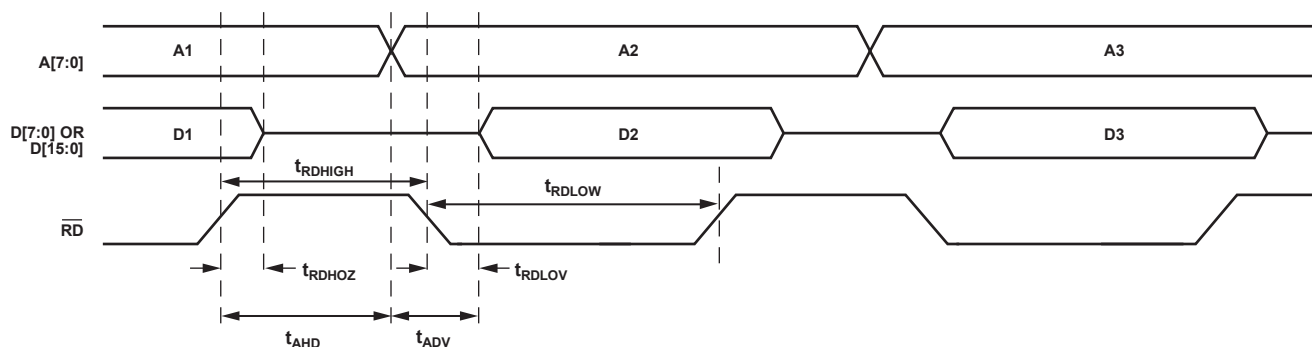 A[7:0]
A1
A2
A3
D[7:0] OR
D[15:0]
D1
D2
D3
tRDHIGH
tRDLOW
RD
tRDHOZ
tRDLOV
tAHD
tADV